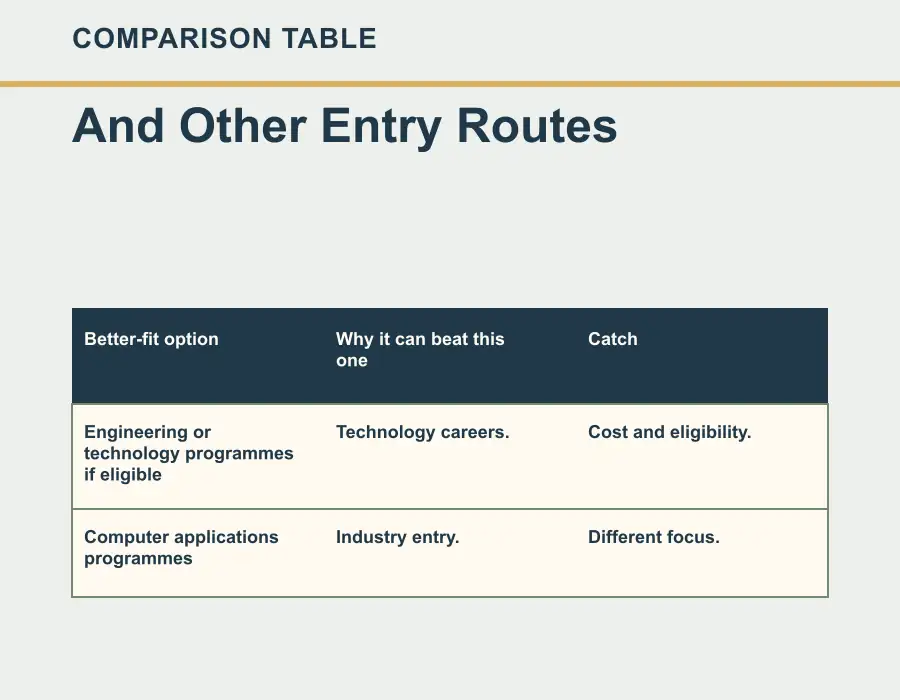 COMPARISON TABLE
And Other Entry Routes
Better-fit option
Why it can beat this
one
Catch
Engineering or
technology programmes
if eligible
Technology careers.
Cost and eligibility.
Computer applications
programmes
Industry entry.
Different focus.